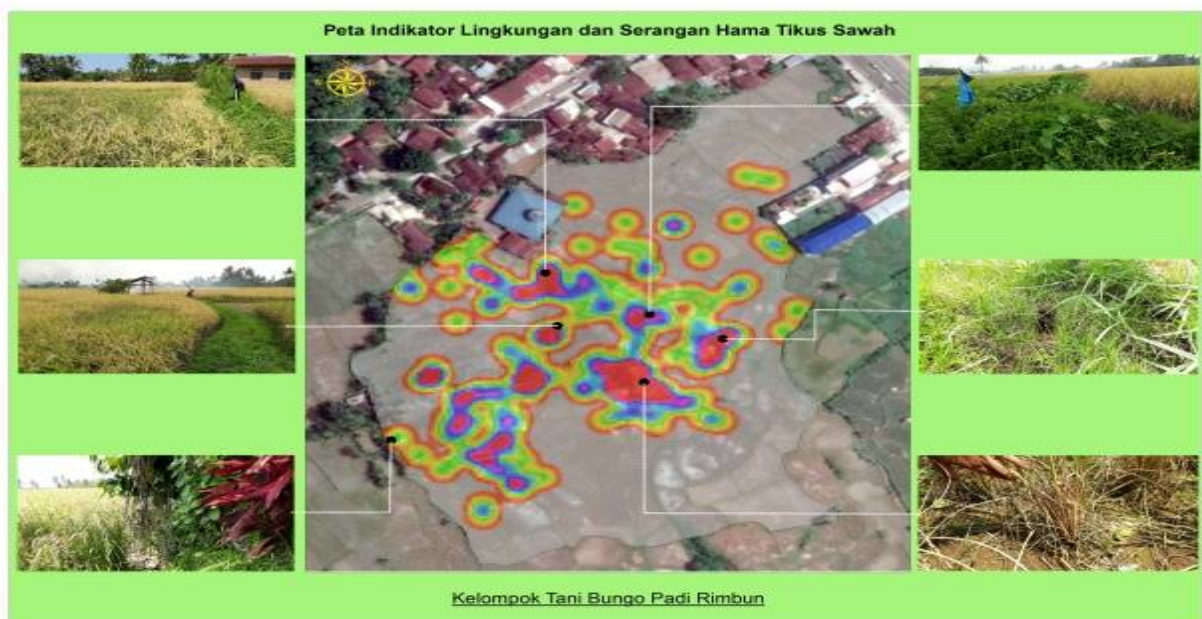 Peta Indikator Lingkungan dan Serangan Hama Tikus Sawah
Kelompok Tani Bungo Padi Rimbun